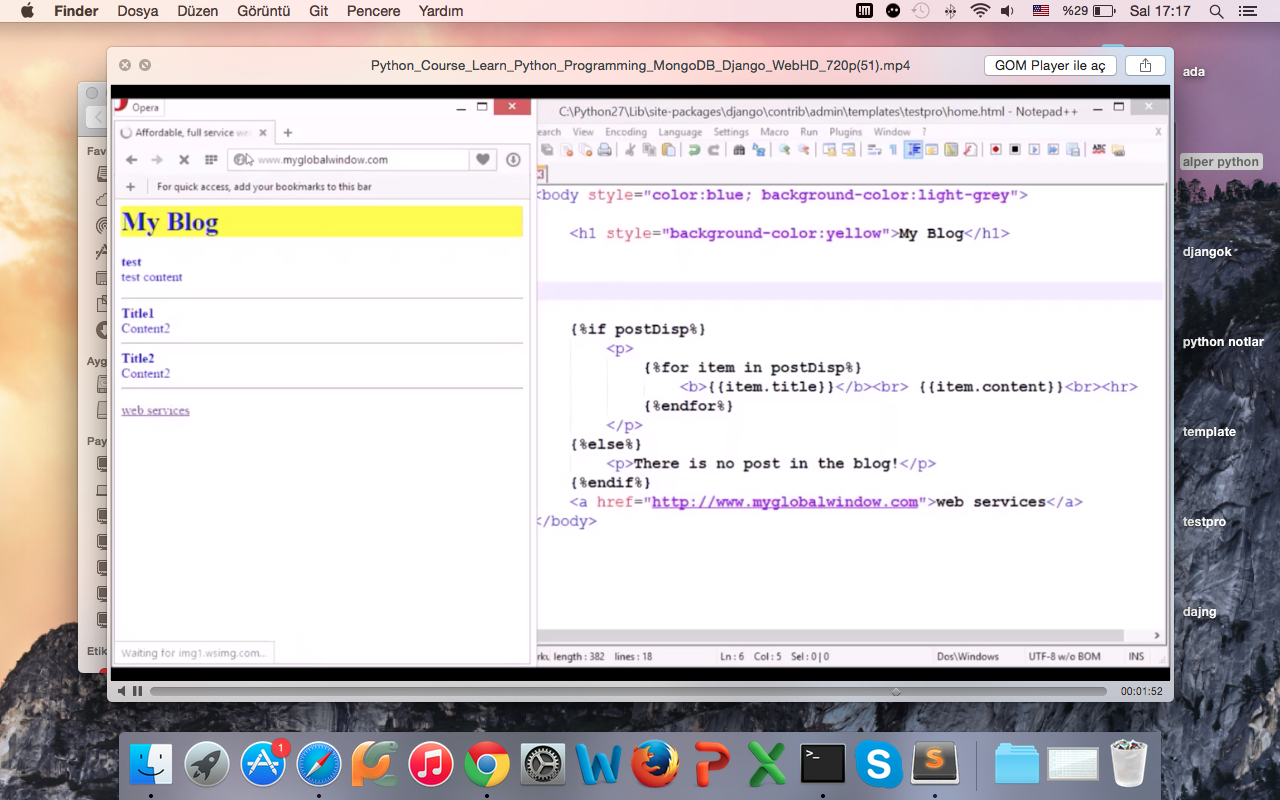 Finder Dosya Düzen Görüntü Git Pencere Yardım %29 Sal 17:17
Python_Course_Learn_Python_Programming_MongoDB_Django_WebHD_720p(51).mp4
GOM Player ile aç
Fav
Ayg
Pay
Etik
Opera
Affordable, full service we
www.myglobalwindow.com
For quick access, add your bookmarks to this bar
My Blog
test
test content
Title1
Content2
Title2
Content2
web services
Waiting for img1.wsimg.com...
C:\Python27\Lib\site-packages\django\contrib\admin\templates\testpro\home.html - Notepad++
earch View Encoding Language Settings Macro Run Plugins Window ? X
<body style="color:blue; background-color:light-grey">
<h1 style="background-color:yellow">My Blog</h1>
{%if postDisp%}
<p>
{%for item in postDisp%}
<b>{{item.title}}</b><br> {{item.content}}<br><hr>
{%endfor%}
</p>
{%else%}
<p>There is no post in the blog!</p>
{%endif%}
<a href="http://www.myglobalwindow.com">web services</a>
</body>
length : 382 lines : 18 Ln : 6 Col : 5 Sel : 0 | 0 Dos\Windows UTF-8 w/o BOM INS
00:01:52
ada
alper python
djangok
python notlar
template
testpro
dajng
1